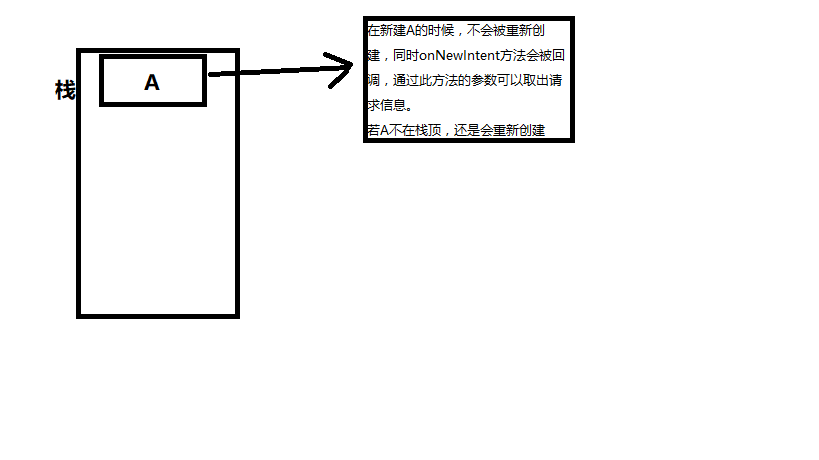 栈
A
在新建A的时候，不会被重新创
建，同时onNewIntent方法会被回
调，通过此方法的参数可以取出请
求信息。
若A不在栈顶，还是会重新创建